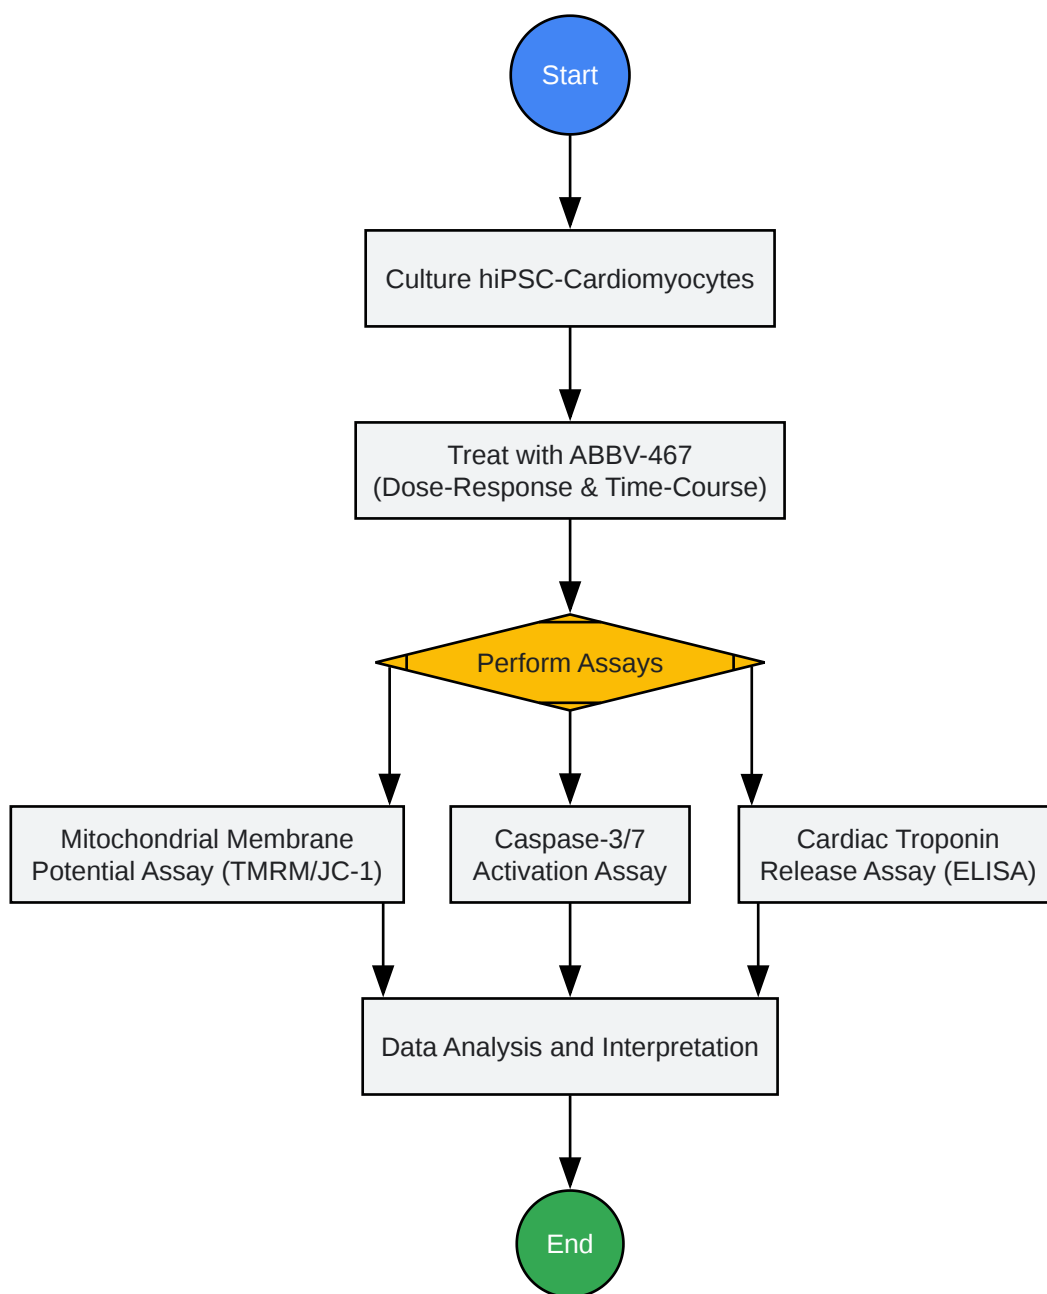 Start
Culture hiPSC-Cardiomyocytes
Treat with ABBV-467
(Dose-Response & Time-Course)
Perform Assays
Mitochondrial Membrane
Potential Assay (TMRM/JC-1)
Caspase-3/7
Activation Assay
Cardiac Troponin
Release Assay (ELISA)
Data Analysis and Interpretation
End